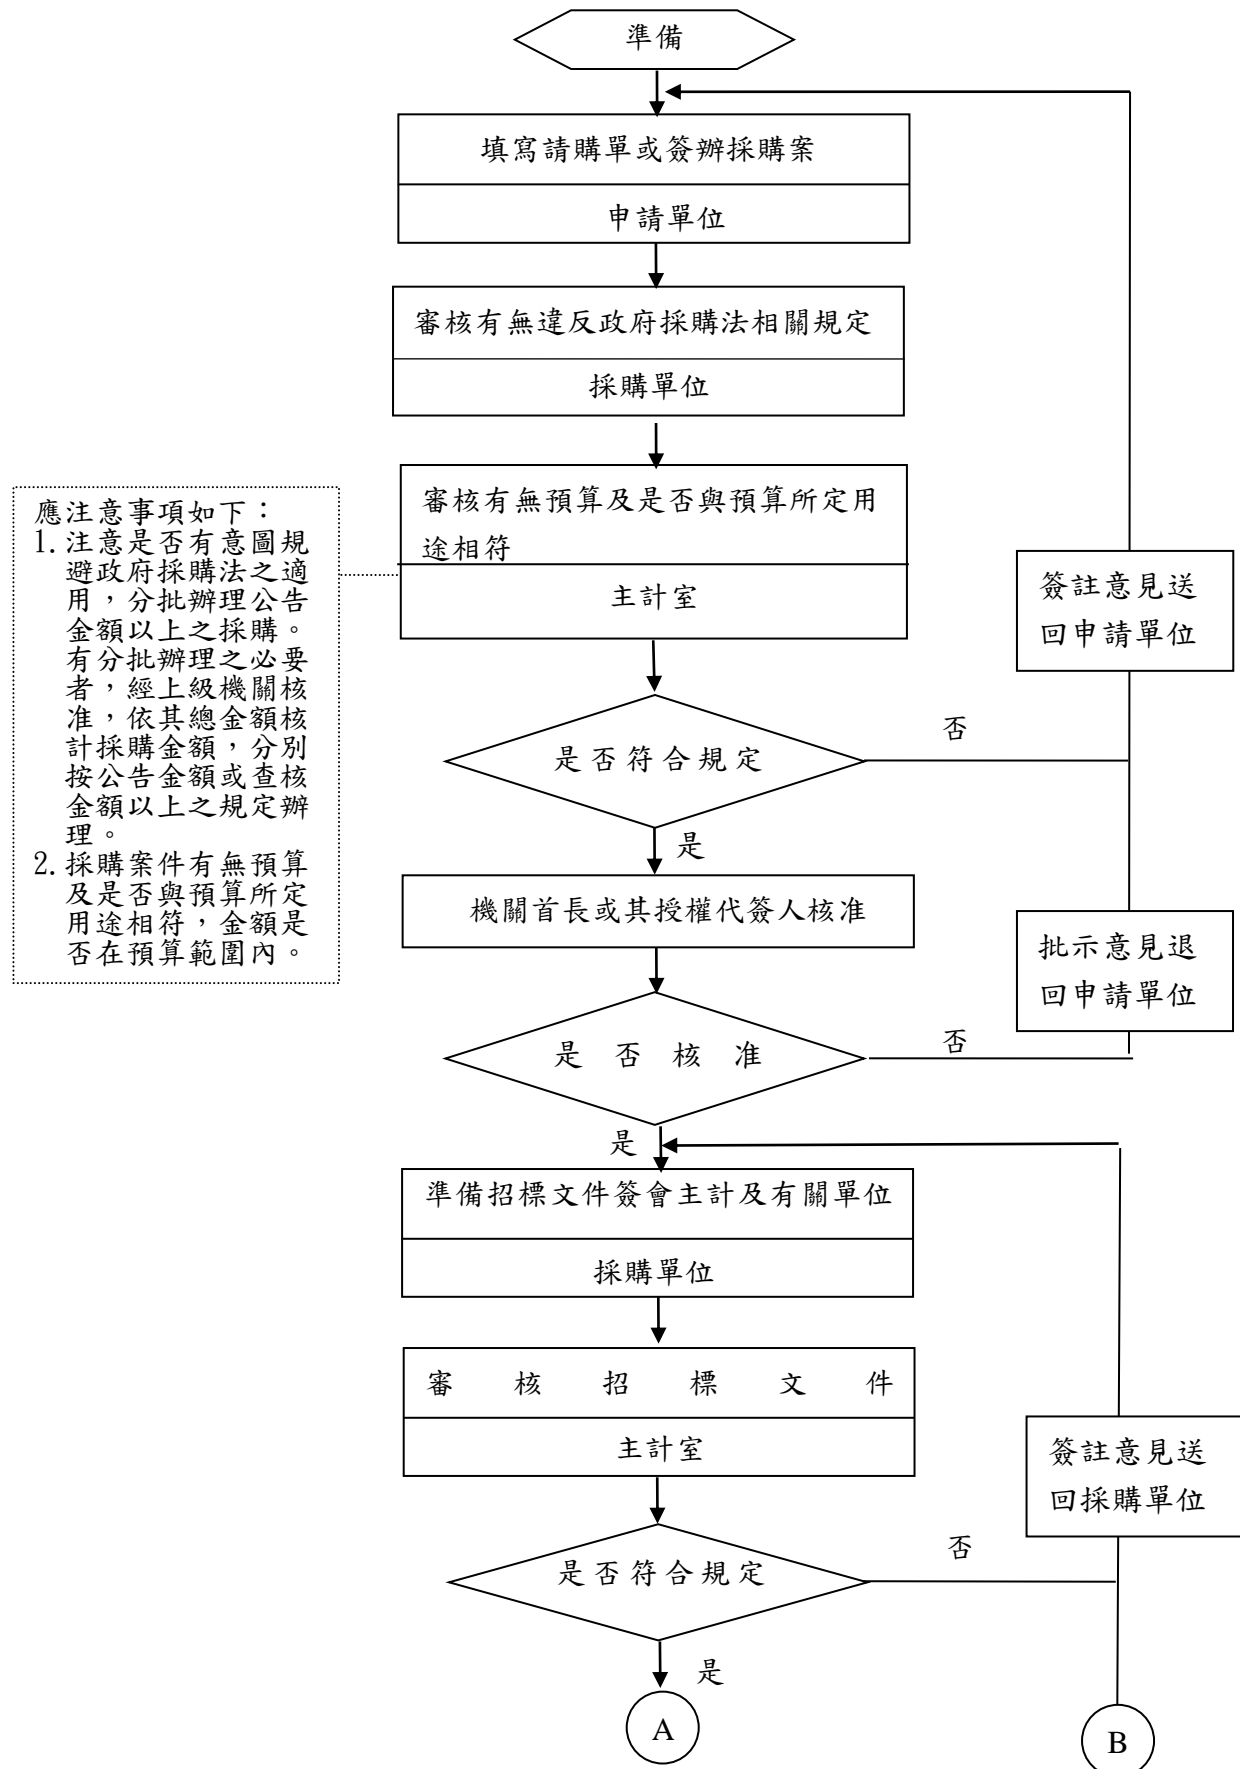 準備
填寫請購單或簽辦採購案
申請單位
審核有無違反政府採購法相關規定
採購單位
審核有無預算及是否與預算所定用
途相符
主計室
應注意事項如下：
1.注意是否有意圖規
避政府採購法之適
用，分批辦理公告
金額以上之採購。
有分批辦理之必要
者，經上級機關核
准，依其總金額核
計採購金額，分別
按公告金額或查核
金額以上之規定辦
理。
2.採購案件有無預算
及是否與預算所定
用途相符，金額是
否在預算範圍內。
簽註意見送
回申請單位
是否符合規定
否
是
機關首長或其授權代簽人核准
批示意見退
回申請單位
是否核准
否
是
準備招標文件簽會主計及有關單位
採購單位
審核招標文件
主計室
簽註意見送
回採購單位
是否符合規定
否
是
A
B